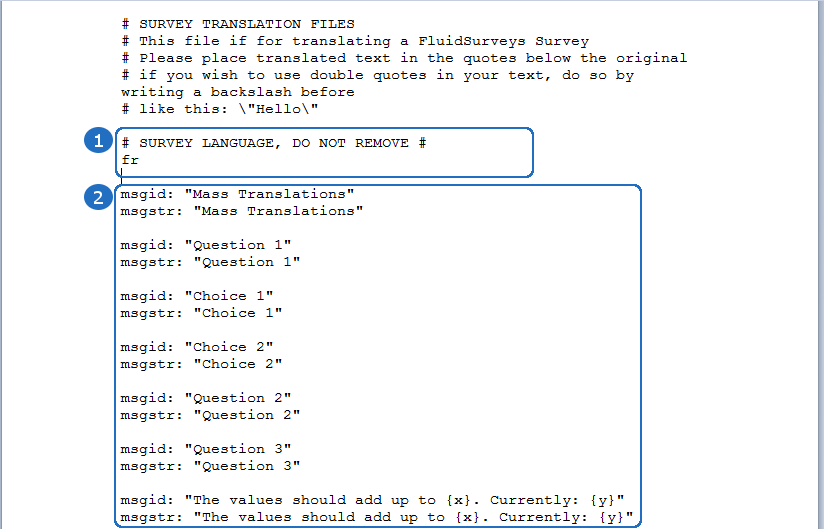 # SURVEY TRANSLATION FILES
# This file if for translating a FluidSurveys Survey
# Please place translated text in the quotes below the original
# if you wish to use double quotes in your text, do so by
writing a backslash before
# like this: \"Hello\"
1
# SURVEY LANGUAGE, DO NOT REMOVE #
fr
2
msgid: "Mass Translations"
msgstr: "Mass Translations"
msgid: "Question 1"
msgstr: "Question 1"
msgid: "Choice 1"
msgstr: "Choice 1"
msgid: "Choice 2"
msgstr: "Choice 2"
msgid: "Question 2"
msgstr: "Question 2"
msgid: "Question 3"
msgstr: "Question 3"
msgid: "The values should add up to {x}. Currently: {y}"
msgstr: "The values should add up to {x}. Currently: {y}"